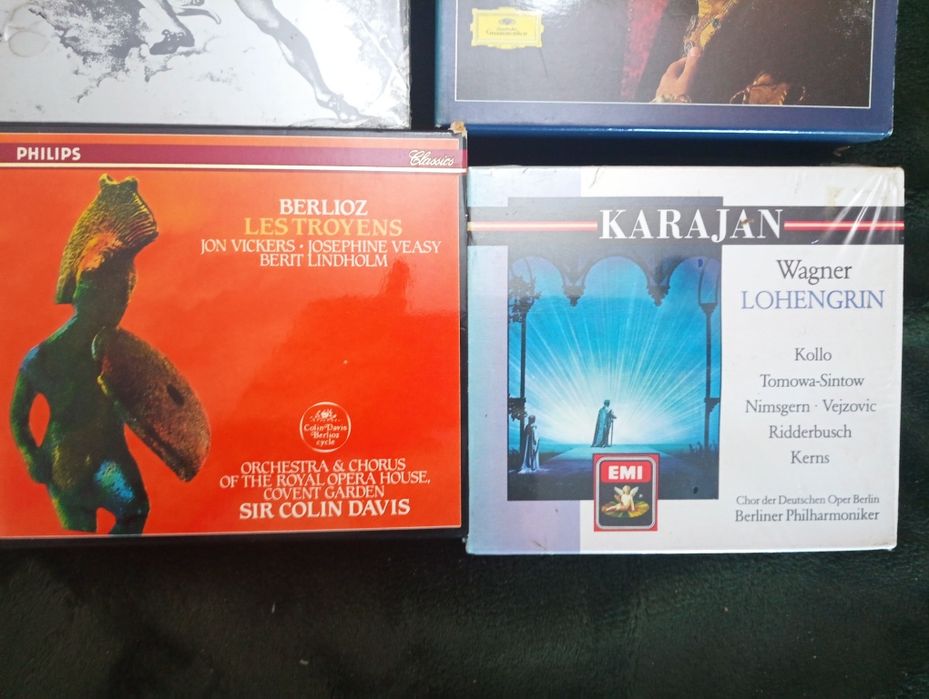 Deutsche
Grammophon
PHILIPS
Classics
BERLIOZ
LES TROYENS
JON VICKERS · JOSEPHINE VEASY
BERIT LINDHOLM
Colin Davis
Berlioz
cycle
ORCHESTRA & CHORUS
OF THE ROYAL OPERA HOUSE,
COVENT GARDEN
SIR COLIN DAVIS
KARAJAN
Wagner
LOHENGRIN
Kollo
Tomowa-Sintow
Nimsgern · Vejzovic
Ridderbusch
Kerns
EMI
Chor der Deutschen Oper Berlin
Berliner Philharmoniker